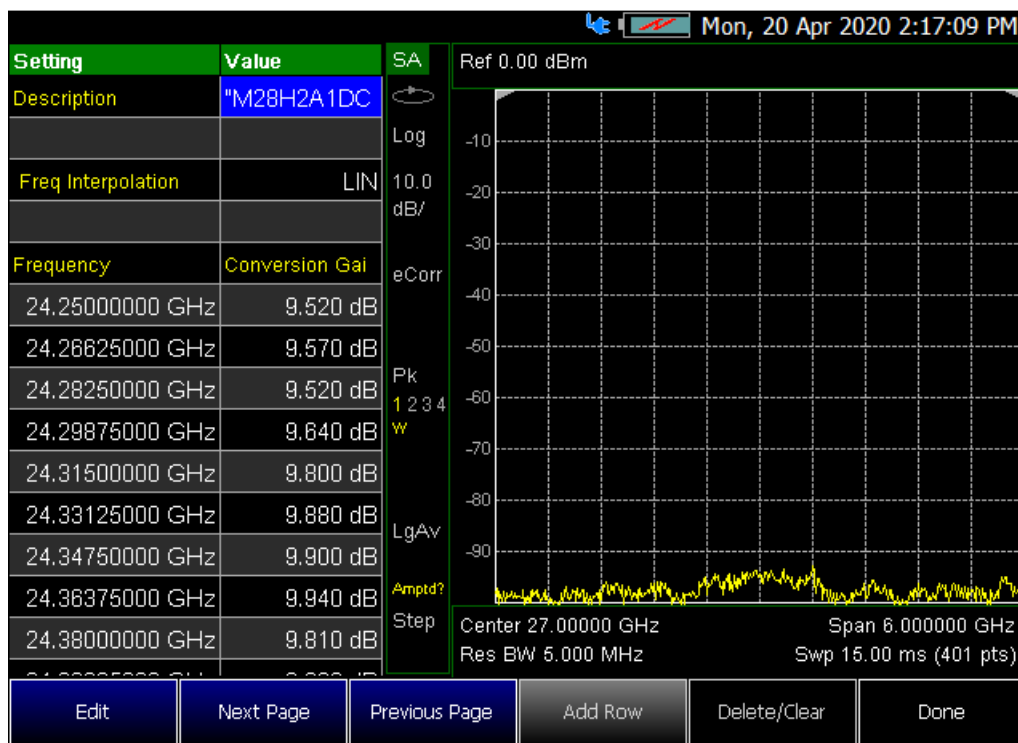 Mon, 20 Apr 2020 2:17:09 PM
Setting Value
Description "M28H2A1DC
Freq Interpolation LIN
Frequency Conversion Gai
24.25000000 GHz 9.520 dB
24.26625000 GHz 9.570 dB
24.28250000 GHz 9.520 dB
24.29875000 GHz 9.640 dB
24.31500000 GHz 9.800 dB
24.33125000 GHz 9.880 dB
24.34750000 GHz 9.900 dB
24.36375000 GHz 9.940 dB
24.38000000 GHz 9.810 dB
SA
Log
10.0
dB/
eCorr
Pk
1 2 3 4
W
LgAv
Amptd?
Step
Ref 0.00 dBm
-10
-20
-30
-40
-50
-60
-70
-80
-90
Center 27.00000 GHz Span 6.000000 GHz
Res BW 5.000 MHz Swp 15.00 ms (401 pts)
Edit Next Page Previous Page Add Row Delete/Clear Done